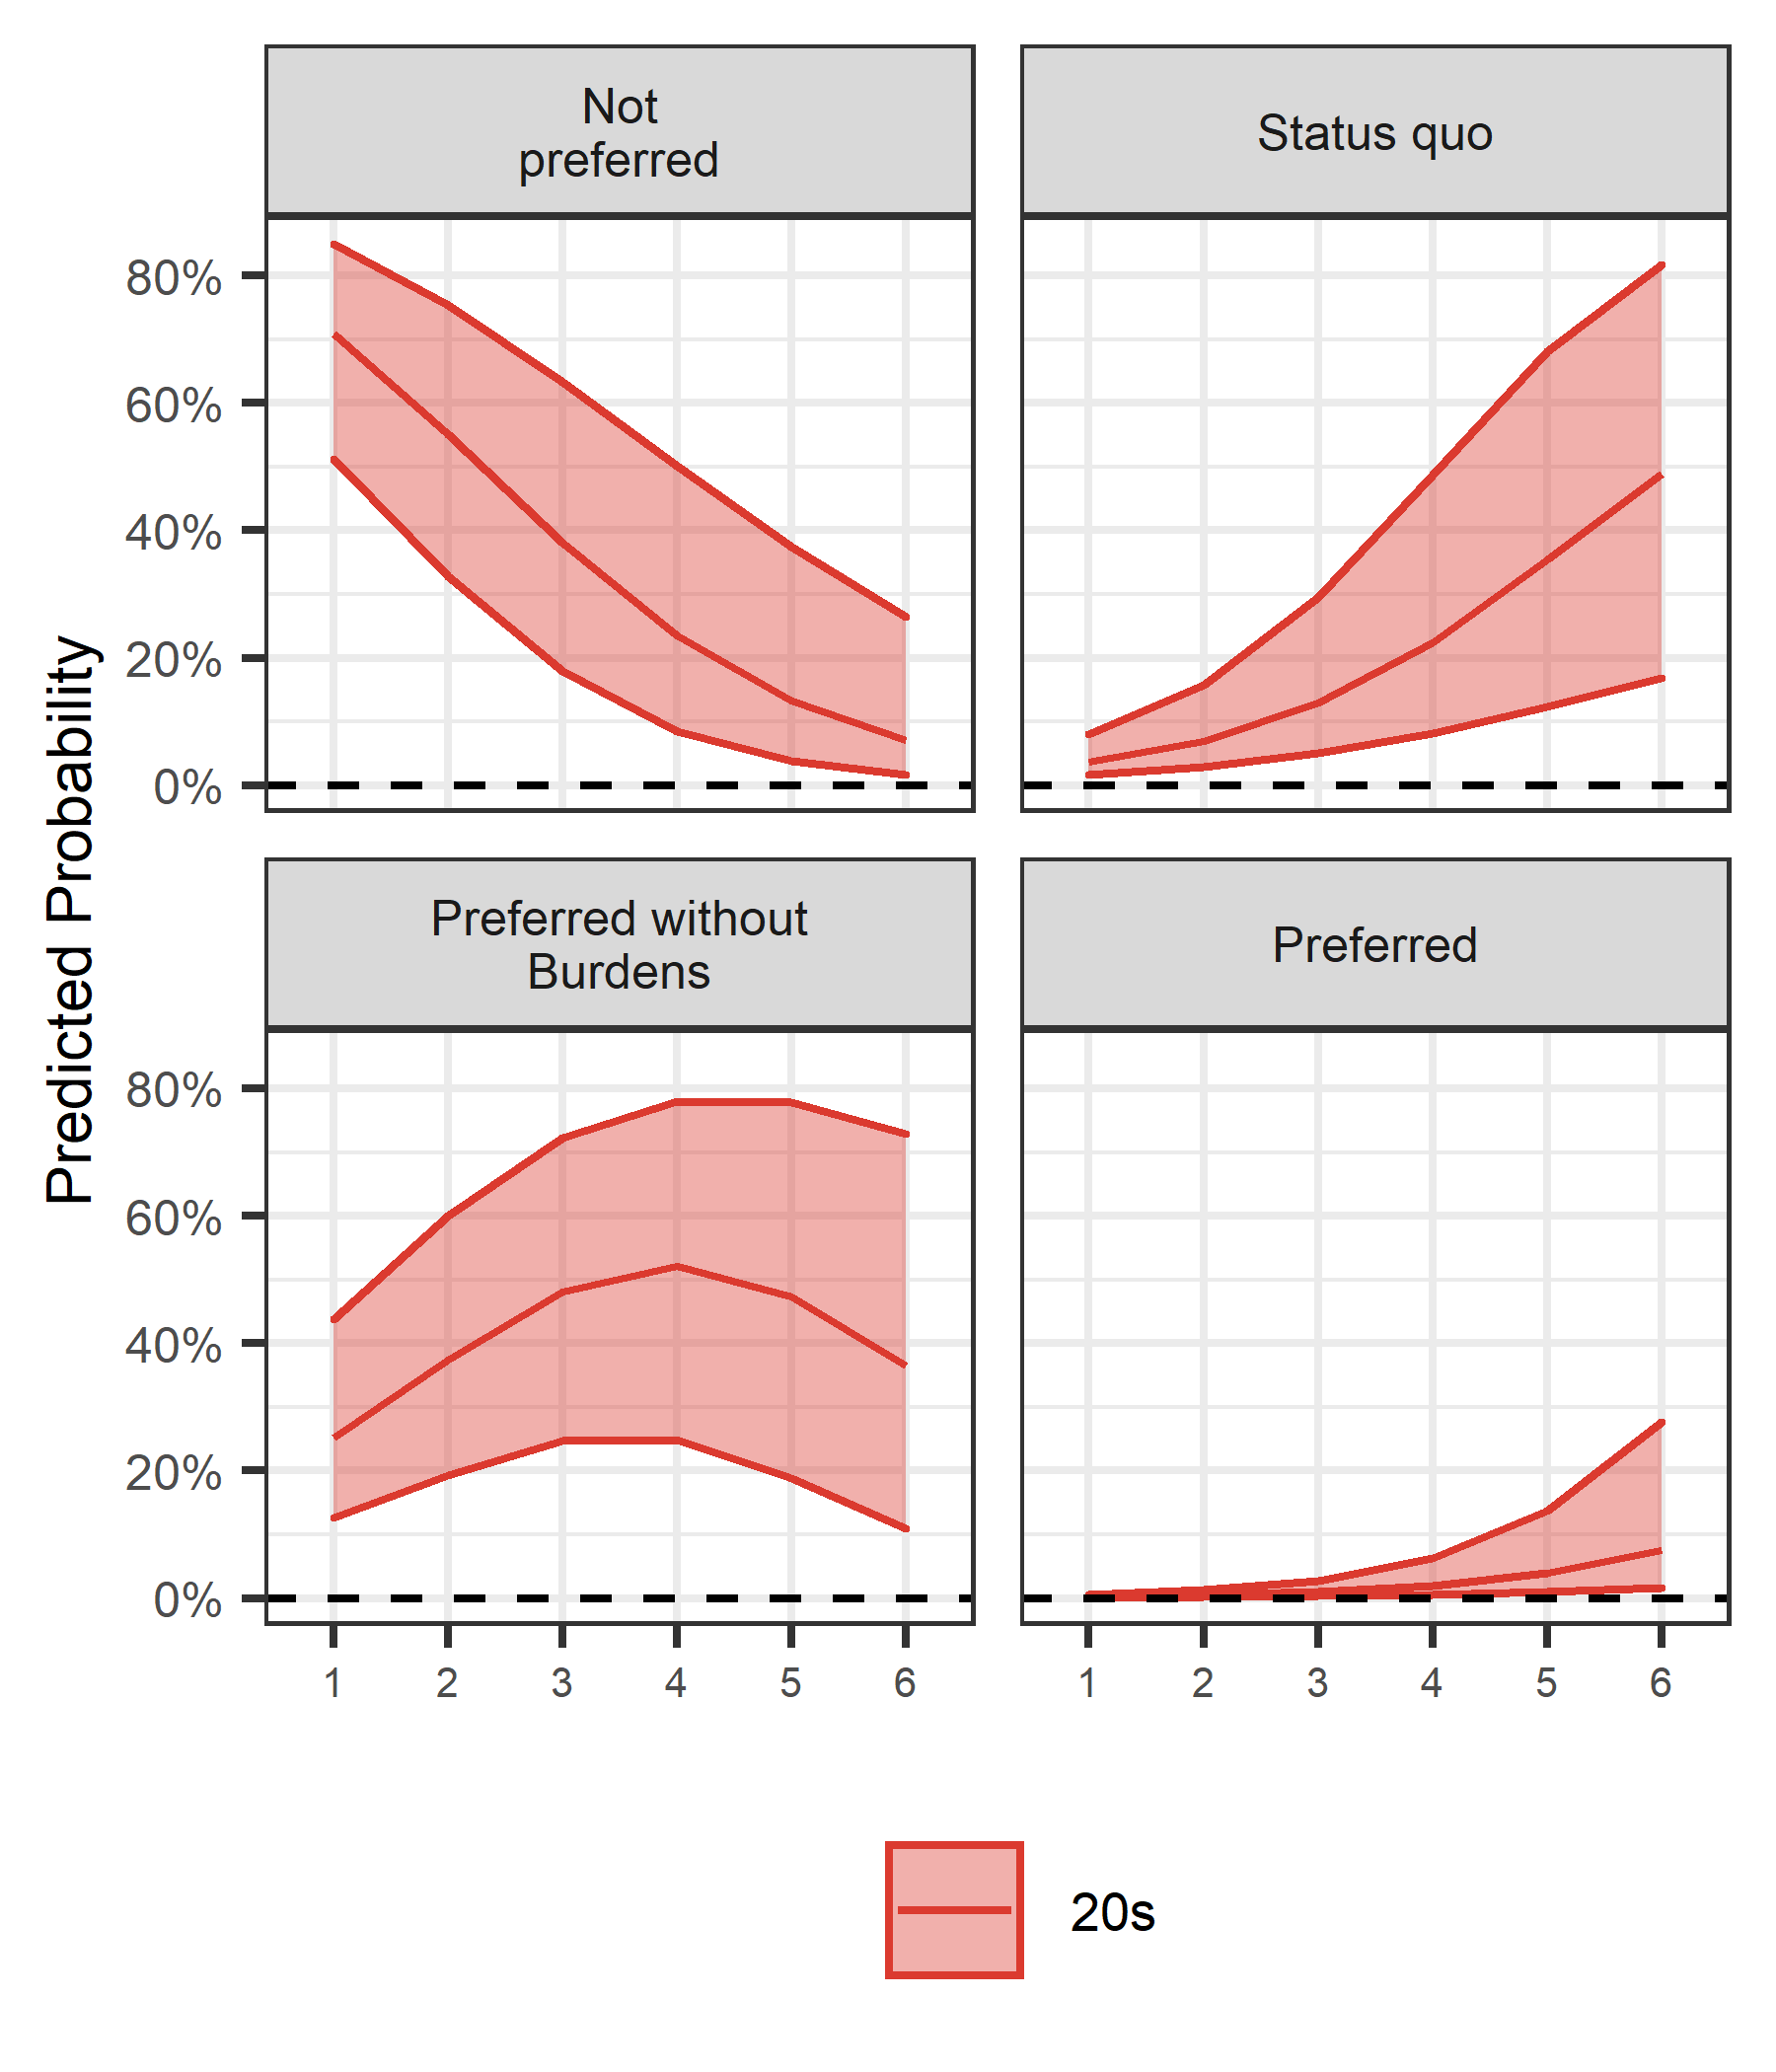 Not
preferred
Status quo
80%
60%
40%
20%
0%
Predicted Probability
Preferred without
Burdens
Preferred
80%
60%
40%
20%
0%
1 2 3 4 5 6
1 2 3 4 5 6
20s